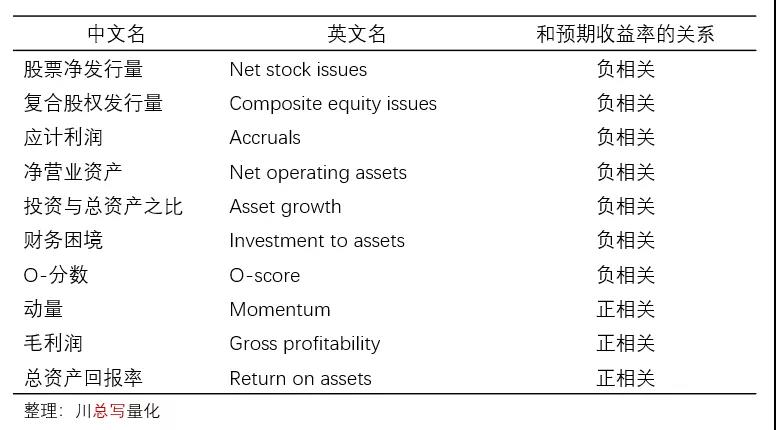 中文名 英文名 和预期收益率的关系
股票净发行量 Net stock issues 负相关
复合股权发行量 Composite equity issues 负相关
应计利润 Accruals 负相关
净营业资产 Net operating assets 负相关
投资与总资产之比 Asset growth 负相关
财务困境 Investment to assets 负相关
O-分数 O-score 负相关
动量 Momentum 正相关
毛利润 Gross profitability 正相关
总资产回报率 Return on assets 正相关
整理：川总写量化